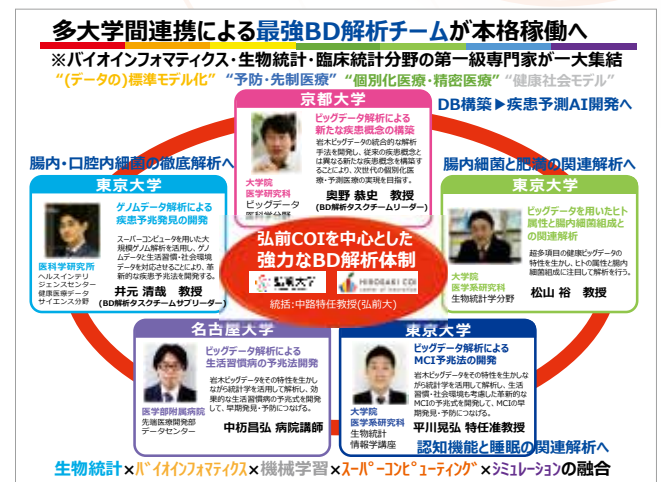 多大学間連携による最強BD解析チームが本格稼働へ
※バイオインフォマティクス・生物統計・臨床統計分野の第一級専門家が一大集結
“(データの)標準モデル化” “予防・先制医療” “個別化医療・精密医療” “健康社会モデル”
京都大学
DB構築▶疾患予測AI開発へ
ビッグデータ解析による
新たな疾患概念の構築
岩木ビッグデータの統合的な解析
手法を開発し、従来の疾患概念と
は異なる新たな疾患概念を構築す
ることにより、次世代の個別化医
療・予測医療の実現を目指す。
大学院
医学研究科
ビッグデータ
医科学分野
奥野 恭史 教授
(BD解析タスクチームリーダー)
腸内・口腔内細菌の徹底解析へ
東京大学
ゲノムデータ解析による
疾患予兆発見の開発
スーパーコンピュータを用いた大
規模ゲノム解析を活用し、ゲノ
ムデータと生活習慣・社会環境
データを対応させることにより、革
新的な疾患予兆法を開発する。
医科学研究所
ヘルスインテリ
ジェンスセンター
健康医療データ
サイエンス分野
井元 清哉 教授
(BD解析タスクチームサブリーダー)
腸内細菌と肥満の関連解析へ
東京大学
ビッグデータを用いたヒト
属性と腸内細菌組成と
の関連解析
超多項目の健康ビッグデータの
特性を生かし、ヒトの属性と腸内
細菌組成に注目して解析を行う。
大学院
医学系研究科
生物統計学分野
松山 裕 教授
弘前COIを中心とした
強力なBD解析体制
弘前大学
HIROSAKI COI
統括:中路特任教授(弘前大)
名古屋大学
ビッグデータ解析による
生活習慣病の予兆法開発
岩木ビッグデータをその特性を生かし
ながら統計学を活用して解析し、効
果的な生活習慣病の予兆式を開発
して、早期発見・予防につなげる。
医学部附属病院
先端医療開発部
データセンター
中杤昌弘 病院講師
東京大学
ビッグデータ解析による
MCI予兆法の開発
岩木ビッグデータをその特性を生かし
ながら統計学を活用して解析し、生活
習慣・社会環境も考慮した革新的な
MCIの予兆式を開発して、MCIの早
期発見・予防につなげる。
大学院
医学系研究科
生物統計
情報学講座
平川晃弘 特任准教授
認知機能と睡眠の関連解析へ
生物統計×バイオインフォマティクス×機械学習×スーパーコンピューティング×シミュレーションの融合